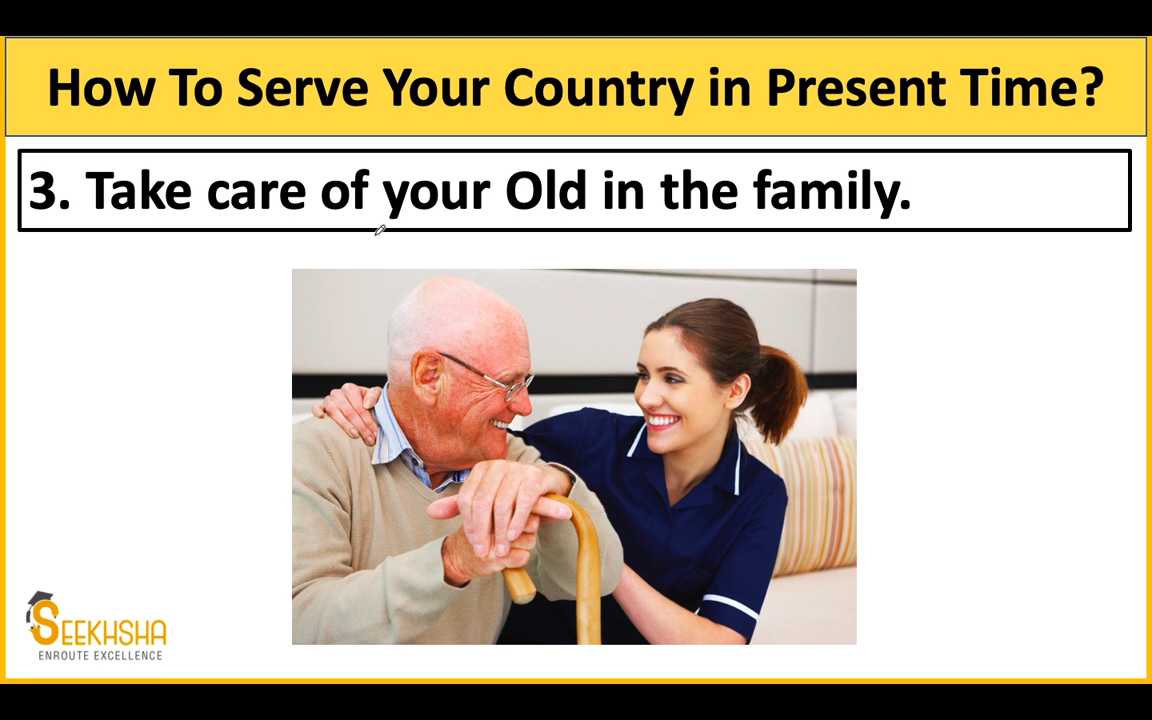 How To Serve Your Country in Present Time?
3. Take care of your Old in the family.
SEEKHSHA
ENROUTE EXCELLENCE